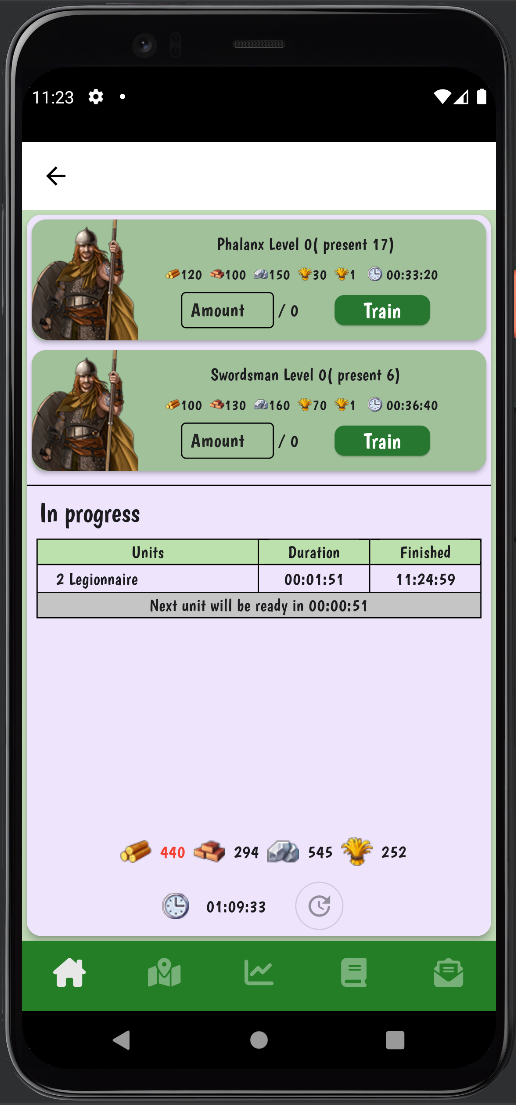 11:23
Phalanx Level 0( present 17)
120 100 150 30 1 00:33:20
Amount / 0 Train
Swordsman Level 0( present 6)
100 130 160 70 1 00:36:40
Amount / 0 Train
In progress
Units Duration Finished
2 Legionnaire 00:01:51 11:24:59
Next unit will be ready in 00:00:51
440 294 545 252
01:09:33